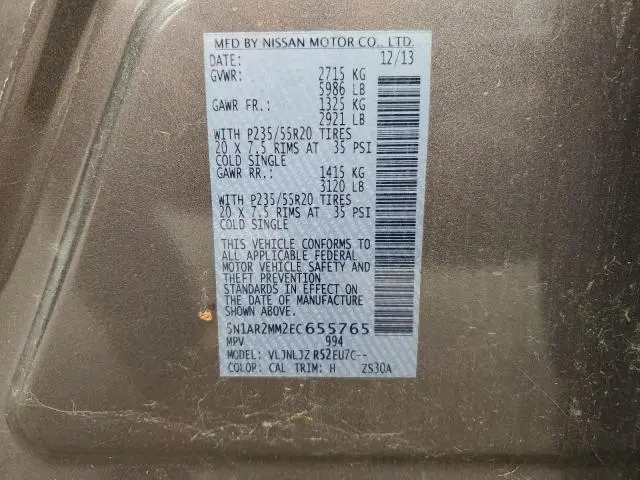 MFD BY NISSAN MOTOR CO., LTD.
DATE: 12/13
GVWR: 2715 KG
5986 LB
GAWR FR.: 1325 KG
2921 LB
WITH P235/55R20 TIRES
20 X 7.5 RIMS AT 35 PSI
COLD SINGLE
GAWR RR.: 1415 KG
3120 LB
WITH P235/55R20 TIRES
20 X 7.5 RIMS AT 35 PSI
COLD SINGLE
THIS VEHICLE CONFORMS TO
ALL APPLICABLE FEDERAL
MOTOR VEHICLE SAFETY AND
THEFT PREVENTION
STANDARDS IN EFFECT ON
THE DATE OF MANUFACTURE
SHOWN ABOVE.
5N1AR2MM2EC655765
MPV 994
MODEL: VLJNLJZ R52EU7C--
COLOR: CAL TRIM: H ZS30A